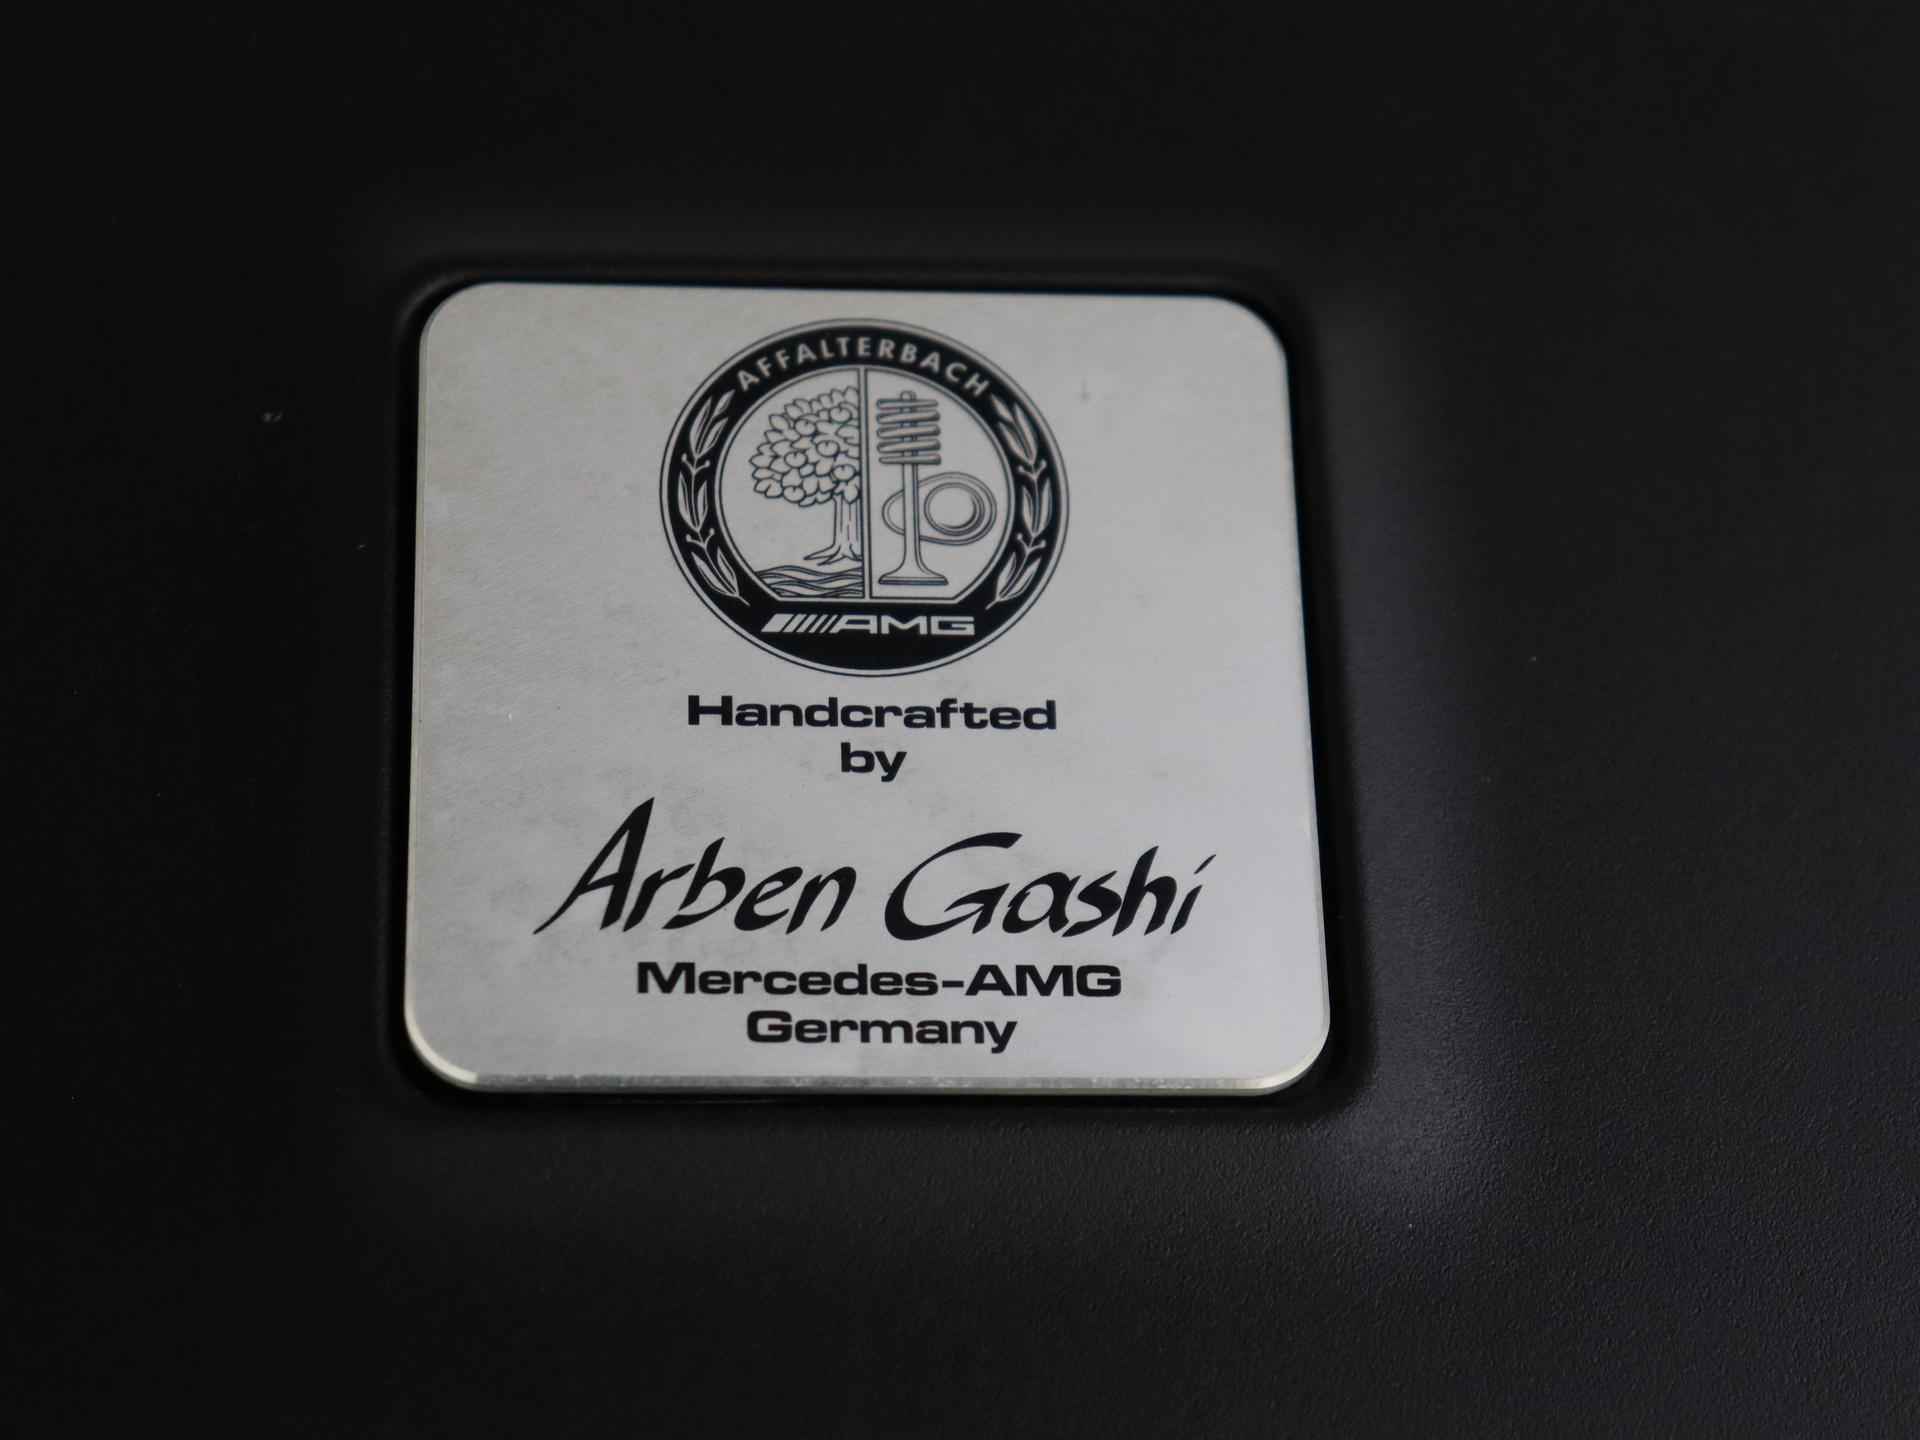 AFFALTERBACH
AMG
Handcrafted
by
Arben Gashi
Mercedes-AMG
Germany